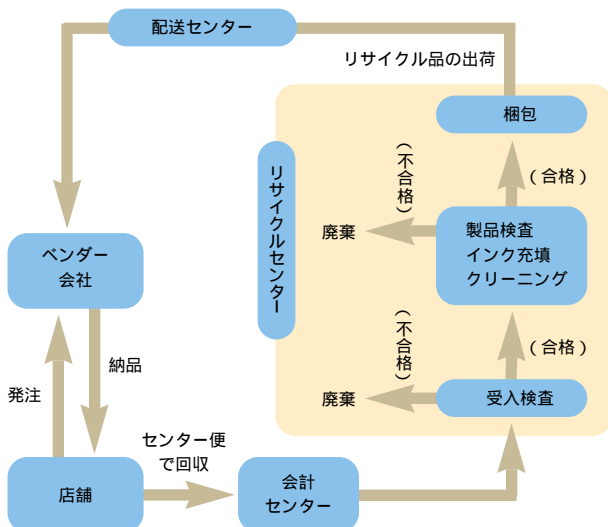 配送センター
リサイクル品の出荷
梱包
（合格）
（不合格）
リサイクルセンター
廃棄
製品検査
インク充填
クリーニング
ベンダー
会社
（合格）
（不合格）
納品
発注
廃棄
受入検査
センター便
で回収
店舗
会計
センター